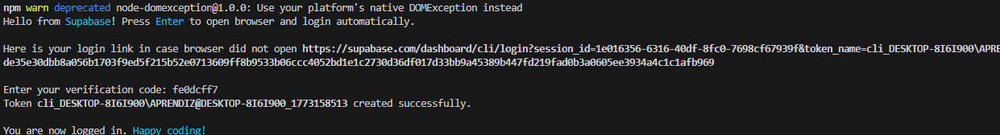 npm warn deprecated node-domexception@1.0.0: Use your platform's native DOMException instead
Hello from Supabase! Press Enter to open browser and login automatically.
Here is your login link in case browser did not open https://supabase.com/dashboard/cli/login?session_id=1e016356-6316-40df-8fc0-7698cf67939f&token_name=cli_DESKTOP-8I6I900\APRE
de35e30dbb8a056b1703f9ed5f215b52e0713609ff8b9533b06ccc4052bd1e1c2730d36df017d33bb9a45389b447fd219fad0b3a0605ee3934a4c1c1afb969
Enter your verification code: fe0dcff7
Token cli_DESKTOP-8I6I900\APRENDIZ@DESKTOP-8I6I900_1773158513 created successfully.
You are now logged in. Happy coding!